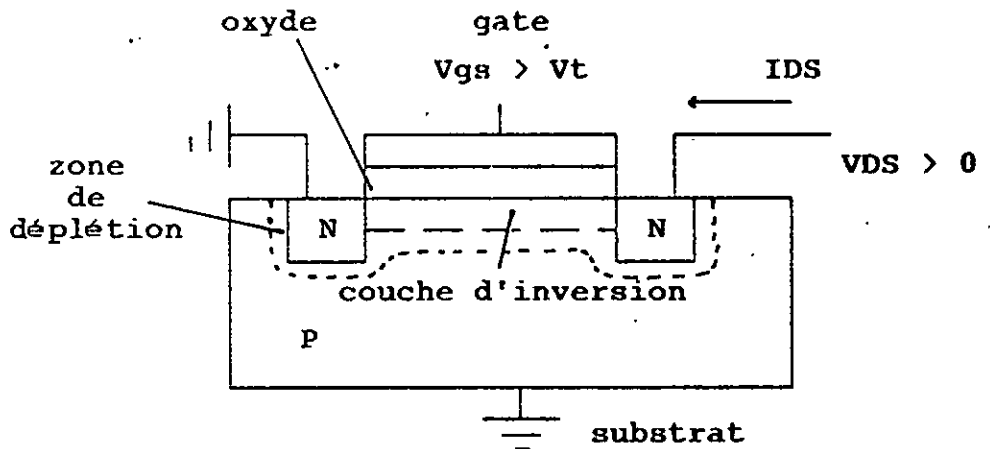 oxyde
gate
Vgs > Vt
IDS
VDS > 0
zone
de
déplétion
N
N
couche d'inversion
P
substrat